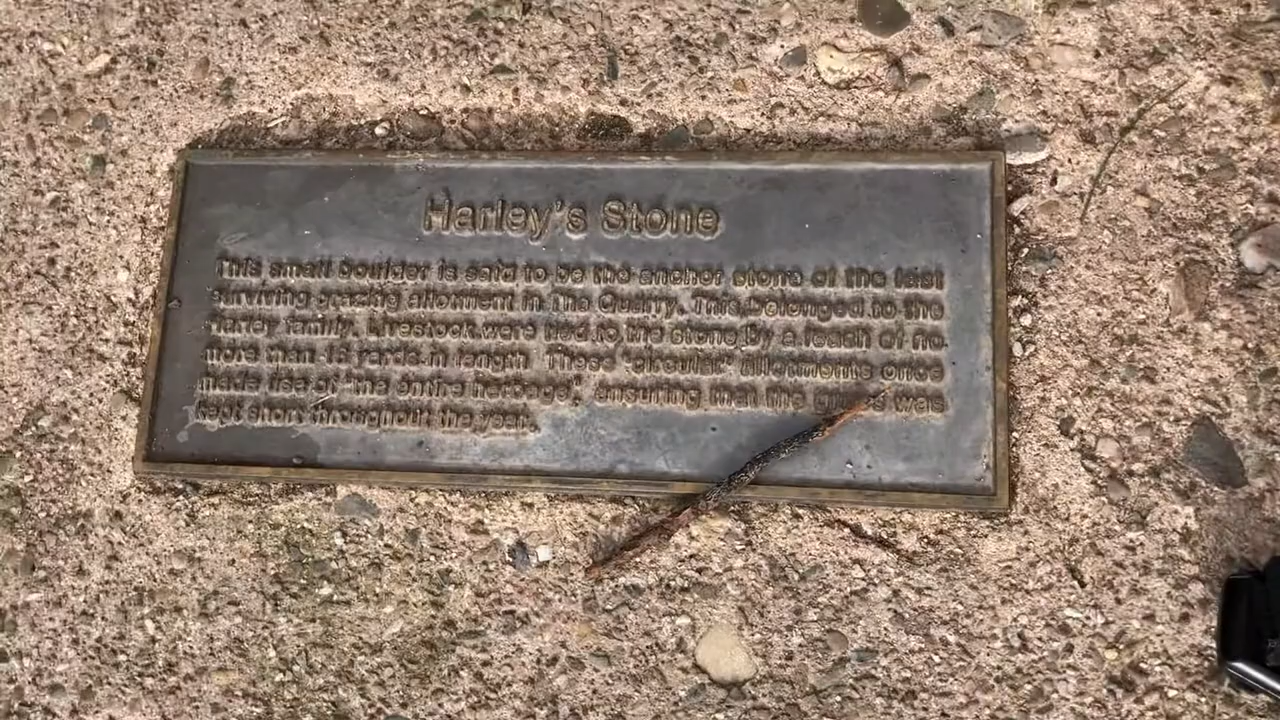 Harley's Stone
This small boulder is said to be the anchor stone of the last
surviving grazing allotment in The Quarry. This belonged to the
Harley family. Livestock were tied to the stone by a leash of no
more than 16 yards in length These "circular" allotments once
made use of "the entire herbage", ensuring that the grass was
kept short throughout the year.